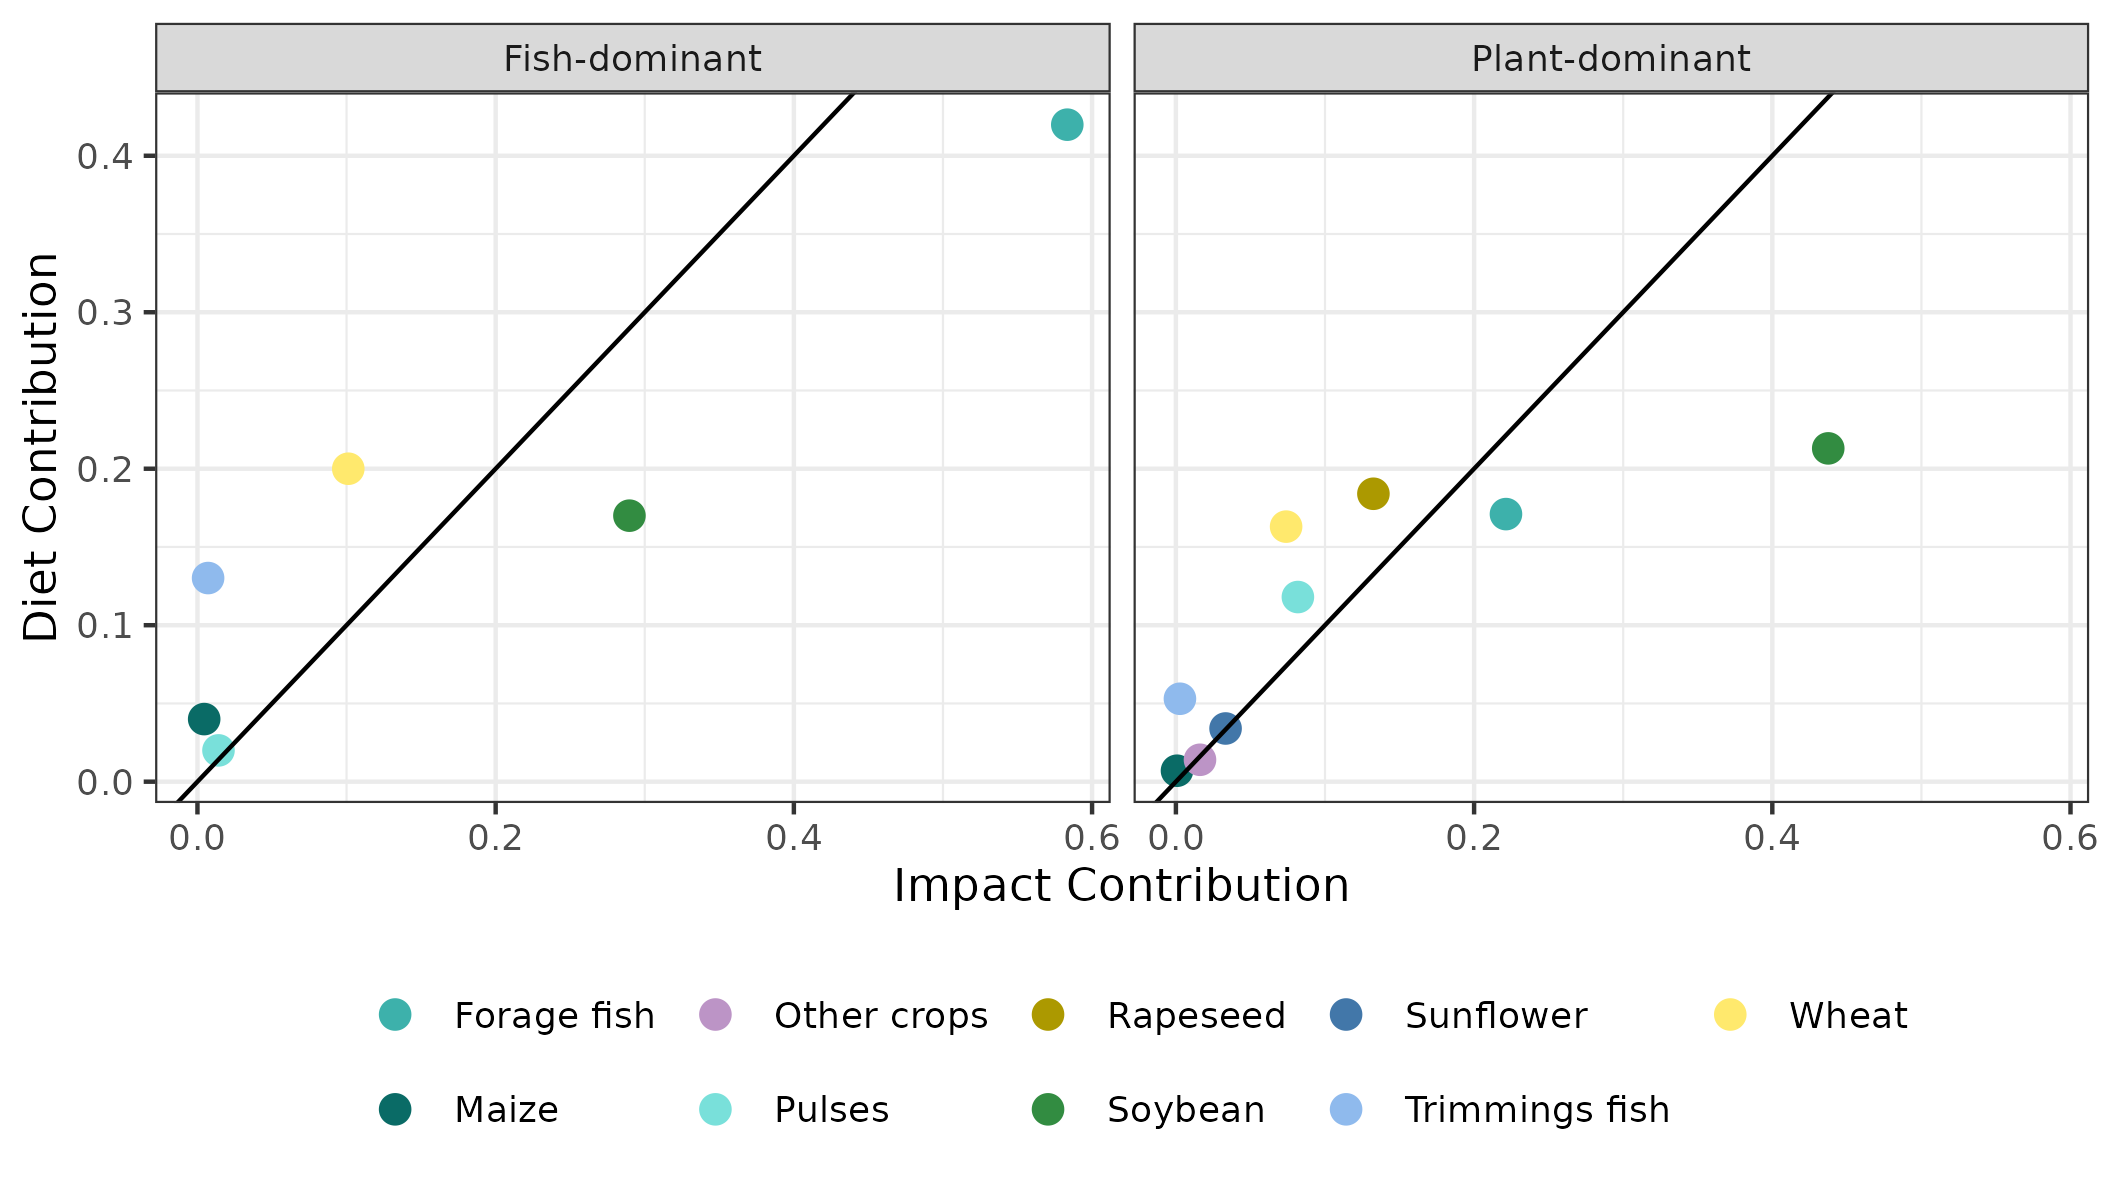 Fish-dominant
Plant-dominant
Diet Contribution
0.4
0.3
0.2
0.1
0.0
0.0 0.2 0.4 0.6
0.0 0.2 0.4 0.6
Impact Contribution
Forage fish Other crops Rapeseed Sunflower Wheat
Maize Pulses Soybean Trimmings fish